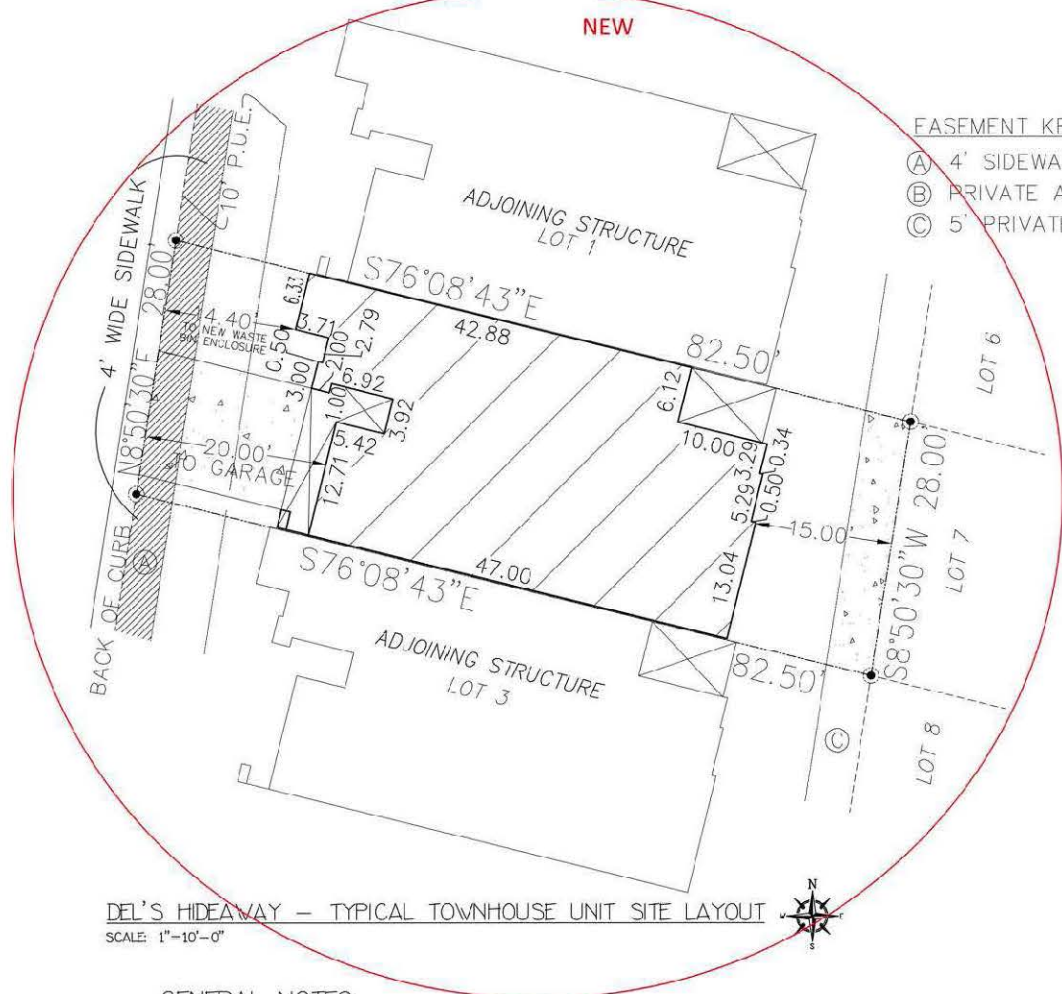 NEW
EASEMENT
Ⓐ 4' SIDEWA
Ⓑ PRIVATE A
Ⓒ 5' PRIVATE
10' P.U.E.
4' WIDE SIDEWALK
ADJOINING STRUCTURE
LOT 1
S76°08'43"E
42.88
82.50'
6.33
4.40'
TO NEW WASTE
BIN ENCLOSURE
3.71
0.50
2.00
2.79
3.00
1.00
6.92
3.92
5.42
12.71
20.00'
TO GARAGE
N8°50'30"E 28.00'
6.12
10.00
3.29
0.34
0.50
5.29
13.04
15.00'
S8°50'30"W 28.00
LOT 6
LOT 7
LOT 8
S76°08'43"E
47.00
82.50'
ADJOINING STRUCTURE
LOT 3
BACK OF CURB
Ⓐ
Ⓒ
DEL'S HIDEAWAY – TYPICAL TOWNHOUSE UNIT SITE LAYOUT
N
S
SCALE: 1"-10'-0"
GENERAL NOTES